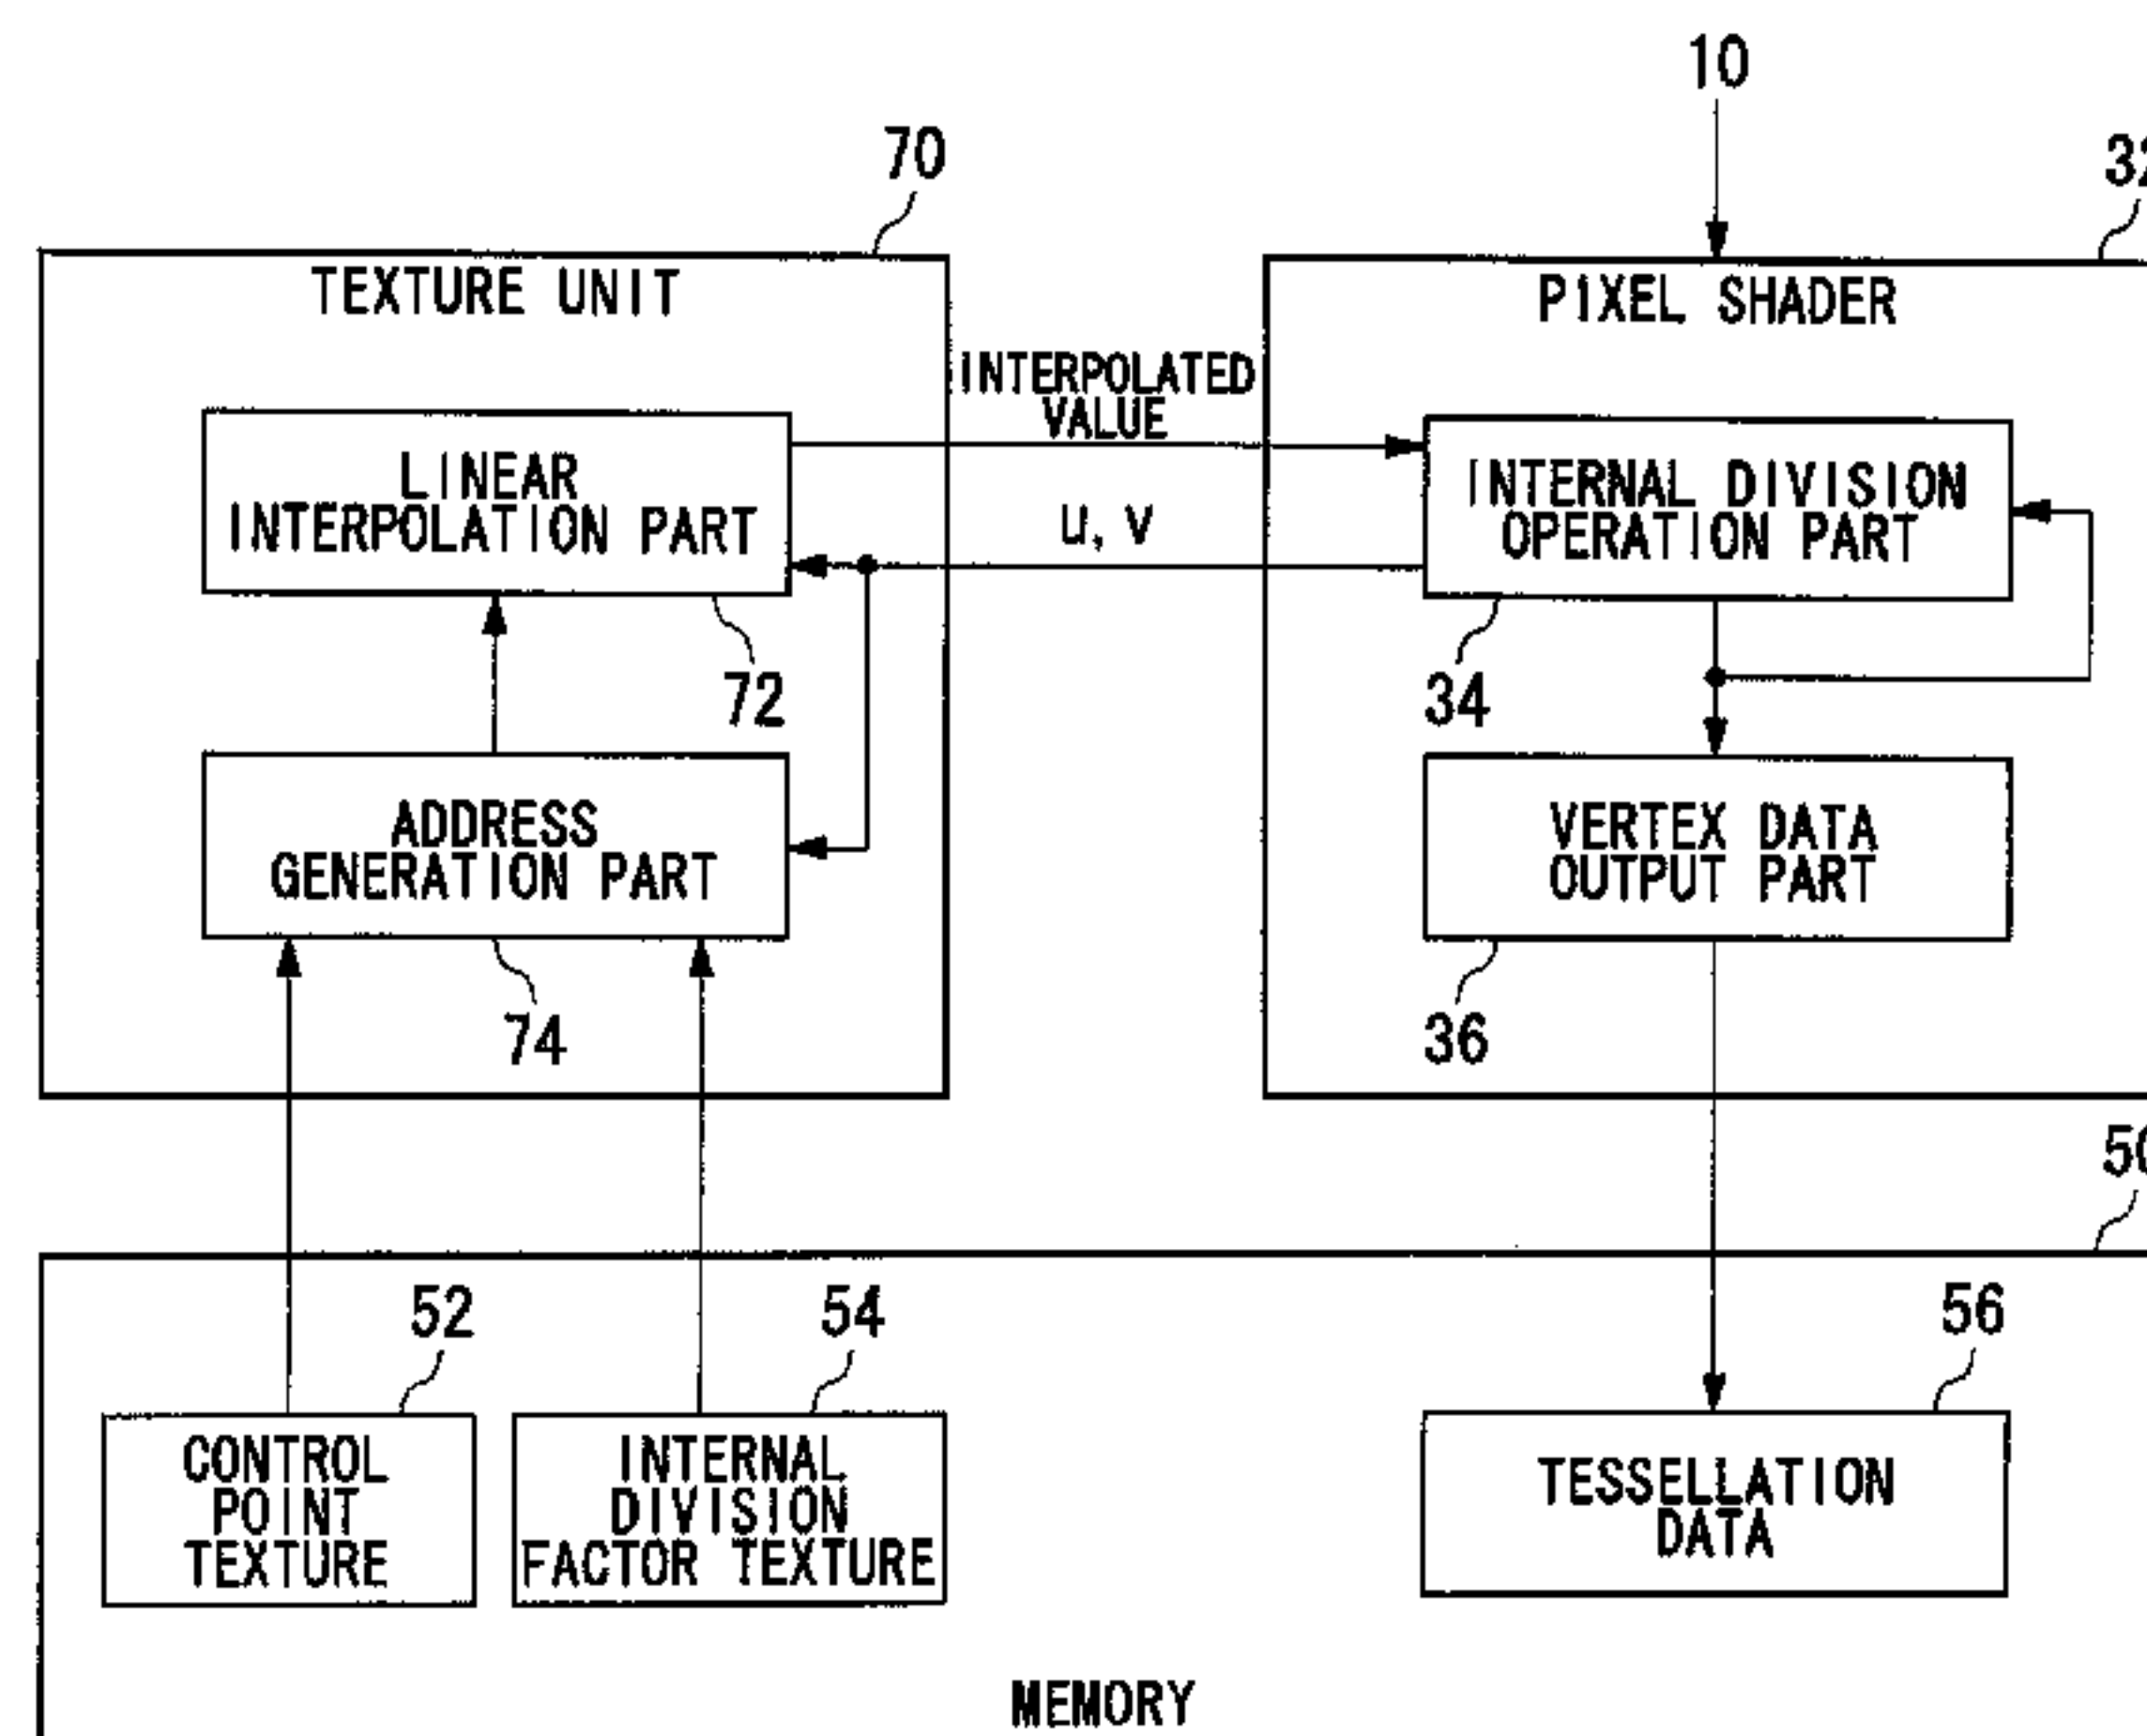 10
70
32
TEXTURE UNIT
PIXEL SHADER
INTERPOLATED
VALUE
LINEAR
INTERPOLATION PART
INTERNAL DIVISION
OPERATION PART
u, v
72
34
ADDRESS
GENERATION PART
VERTEX DATA
OUTPUT PART
74
36
50
52
54
56
CONTROL
POINT
TEXTURE
INTERNAL
DIVISION
FACTOR TEXTURE
TESSELLATION
DATA
MEMORY